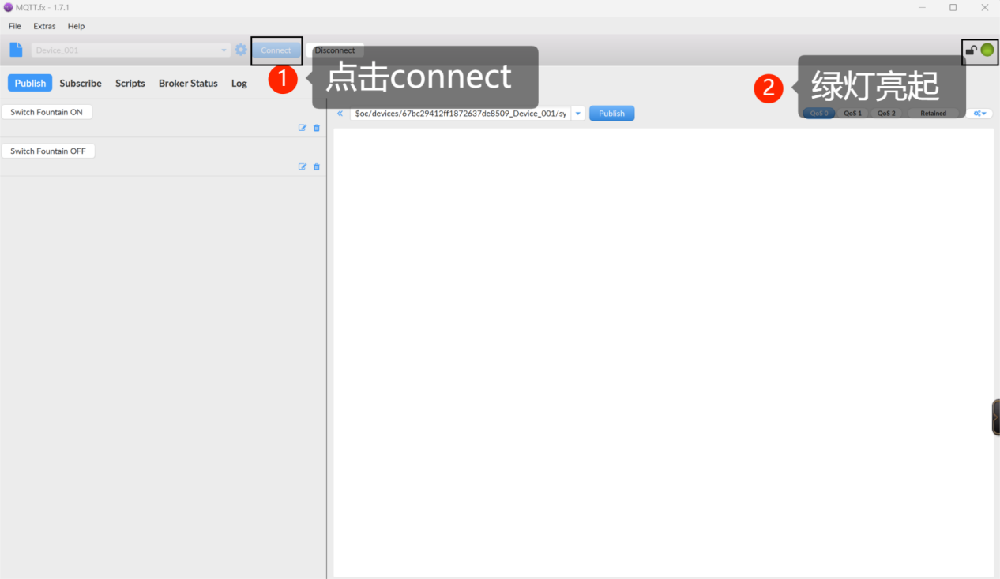 MQTT.fx - 1.7.1
File Extras Help
Device_001 Connect Disconnect
1 点击connect
2 绿灯亮起
Publish Subscribe Scripts Broker Status Log
Switch Fountain ON
$oc/devices/67bc29412ff1872637de8509_Device_001/sy Publish QoS 0 QoS 1 QoS 2 Retained
Switch Fountain OFF